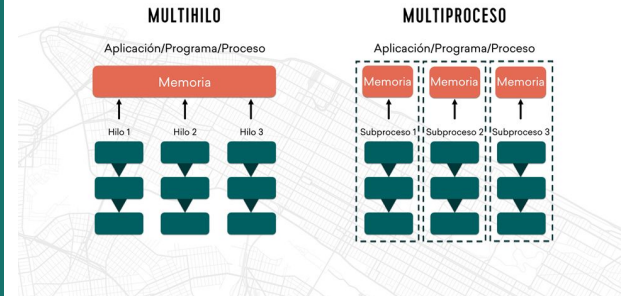 MULTIHILO
Aplicación/Programa/Proceso
Memoria
Hilo 1
Hilo 2
Hilo 3
MULTIPROCESO
Aplicación/Programa/Proceso
Memoria
Memoria
Memoria
Subproceso 1
Subproceso 2
Subproceso 3